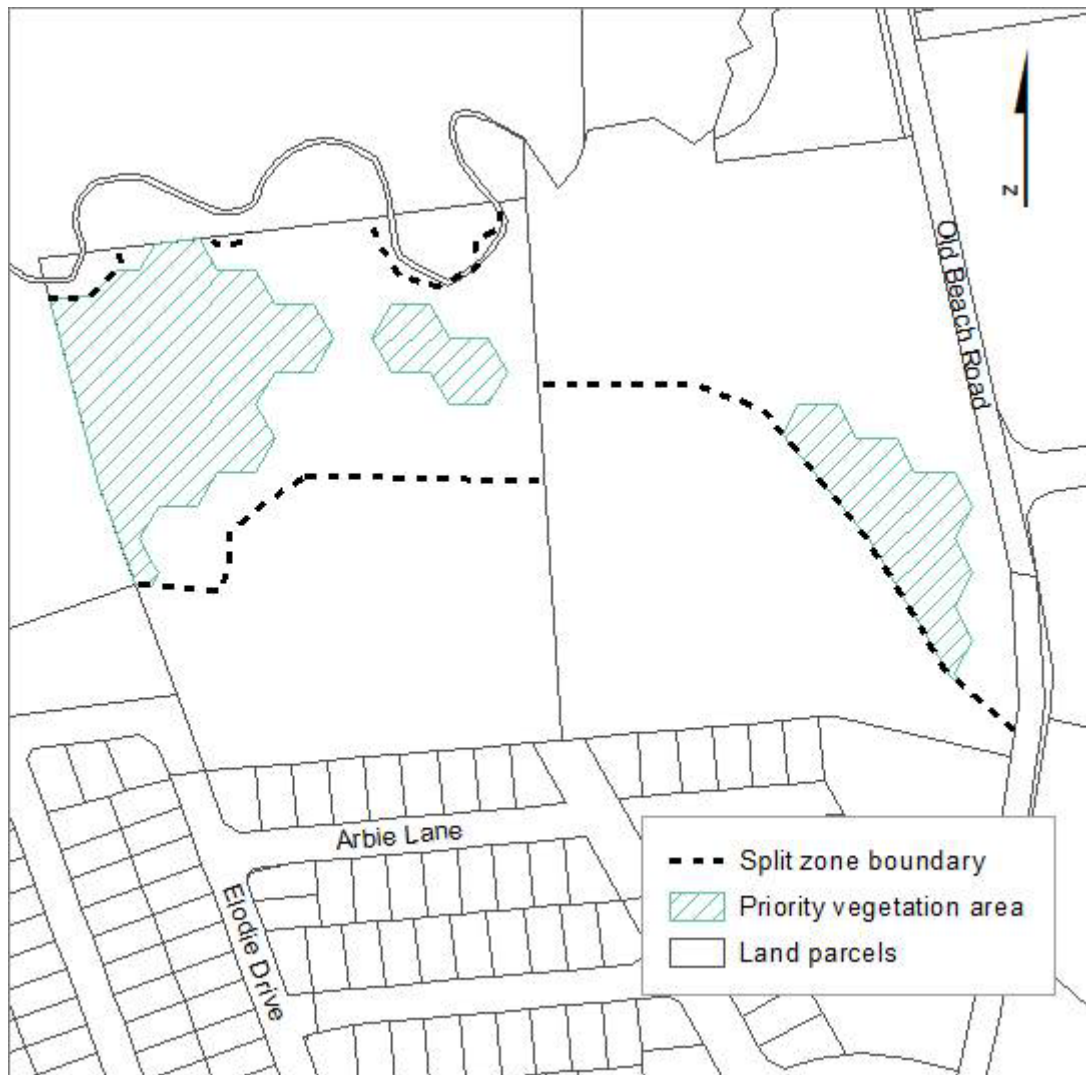 Z
Old Beach Road
Arbie Lane
Elodie Drive
Split zone boundary
Priority vegetation area
Land parcels